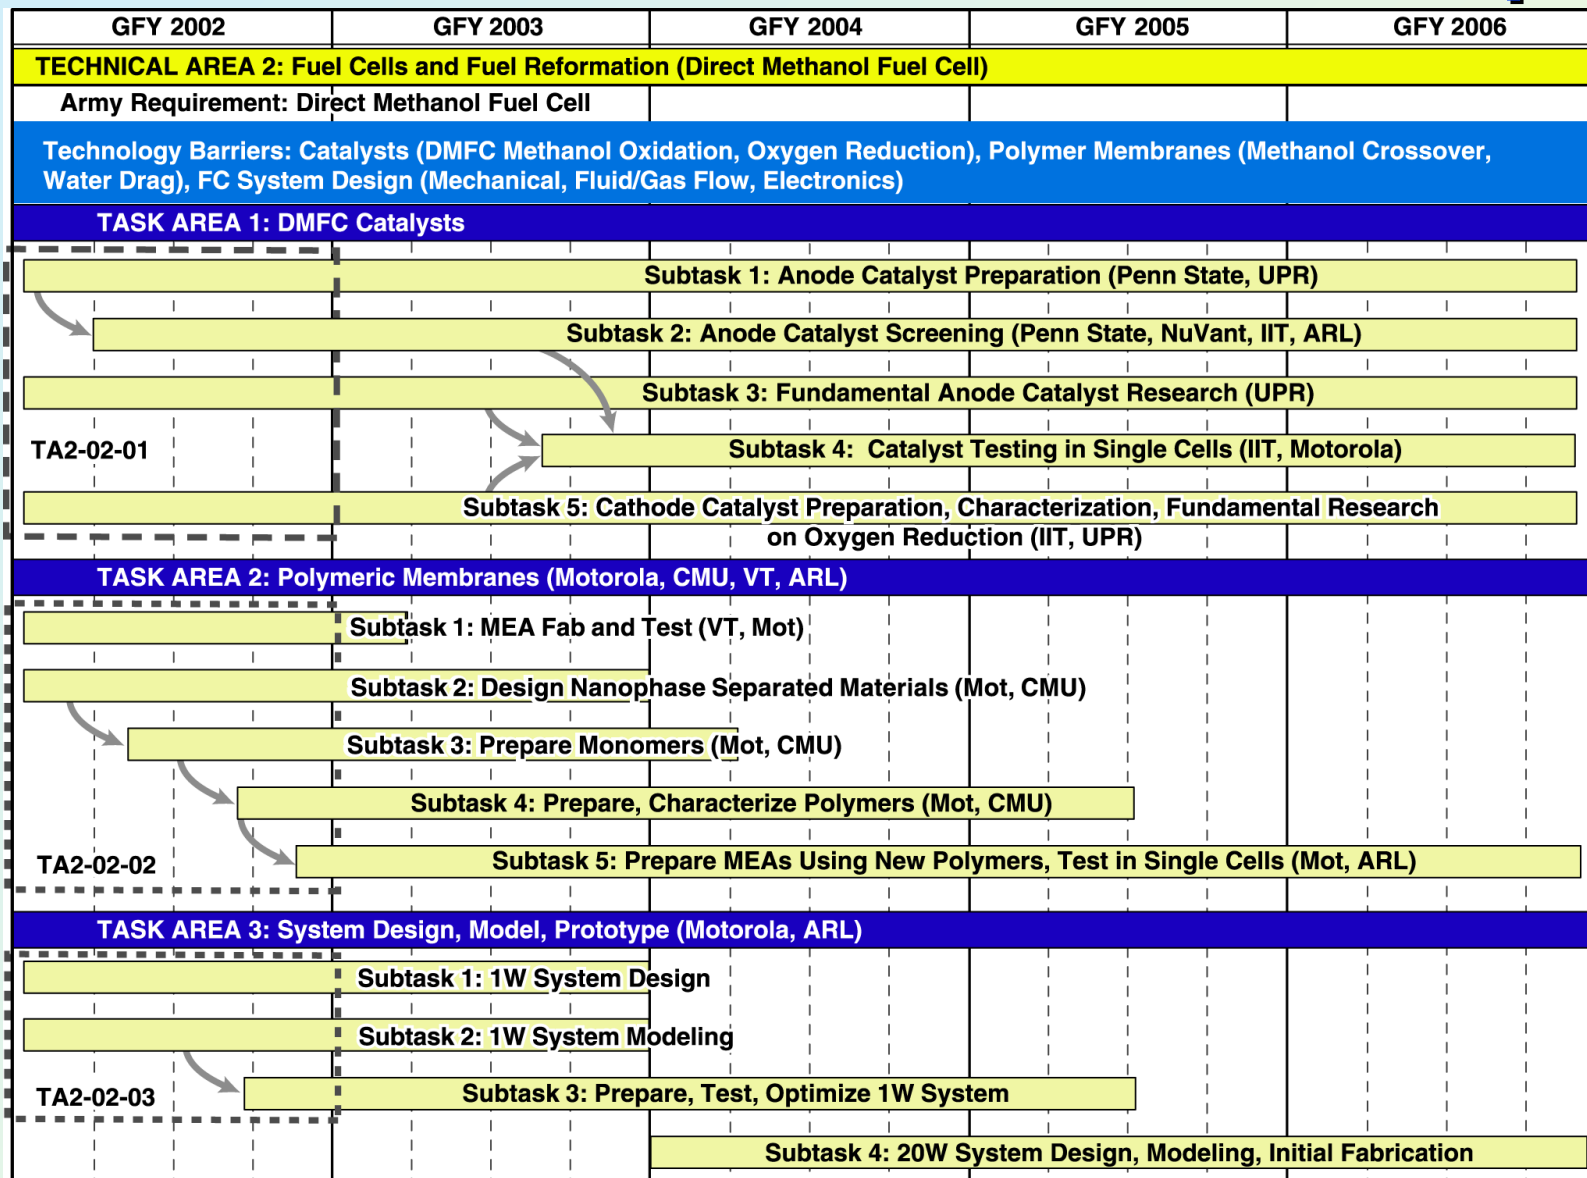 GFY 2002 GFY 2003 GFY 2004 GFY 2005 GFY 2006
TECHNICAL AREA 2: Fuel Cells and Fuel Reformation (Direct Methanol Fuel Cell)
Army Requirement: Direct Methanol Fuel Cell
Technology Barriers: Catalysts (DMFC Methanol Oxidation, Oxygen Reduction), Polymer Membranes (Methanol Crossover,
Water Drag), FC System Design (Mechanical, Fluid/Gas Flow, Electronics)
TASK AREA 1: DMFC Catalysts
Subtask 1: Anode Catalyst Preparation (Penn State, UPR)
Subtask 2: Anode Catalyst Screening (Penn State, NuVant, IIT, ARL)
Subtask 3: Fundamental Anode Catalyst Research (UPR)
TA2-02-01
Subtask 4: Catalyst Testing in Single Cells (IIT, Motorola)
Subtask 5: Cathode Catalyst Preparation, Characterization, Fundamental Research
on Oxygen Reduction (IIT, UPR)
TASK AREA 2: Polymeric Membranes (Motorola, CMU, VT, ARL)
Subtask 1: MEA Fab and Test (VT, Mot)
Subtask 2: Design Nanophase Separated Materials (Mot, CMU)
Subtask 3: Prepare Monomers (Mot, CMU)
Subtask 4: Prepare, Characterize Polymers (Mot, CMU)
TA2-02-02
Subtask 5: Prepare MEAs Using New Polymers, Test in Single Cells (Mot, ARL)
TASK AREA 3: System Design, Model, Prototype (Motorola, ARL)
Subtask 1: 1W System Design
Subtask 2: 1W System Modeling
TA2-02-03
Subtask 3: Prepare, Test, Optimize 1W System
Subtask 4: 20W System Design, Modeling, Initial Fabrication